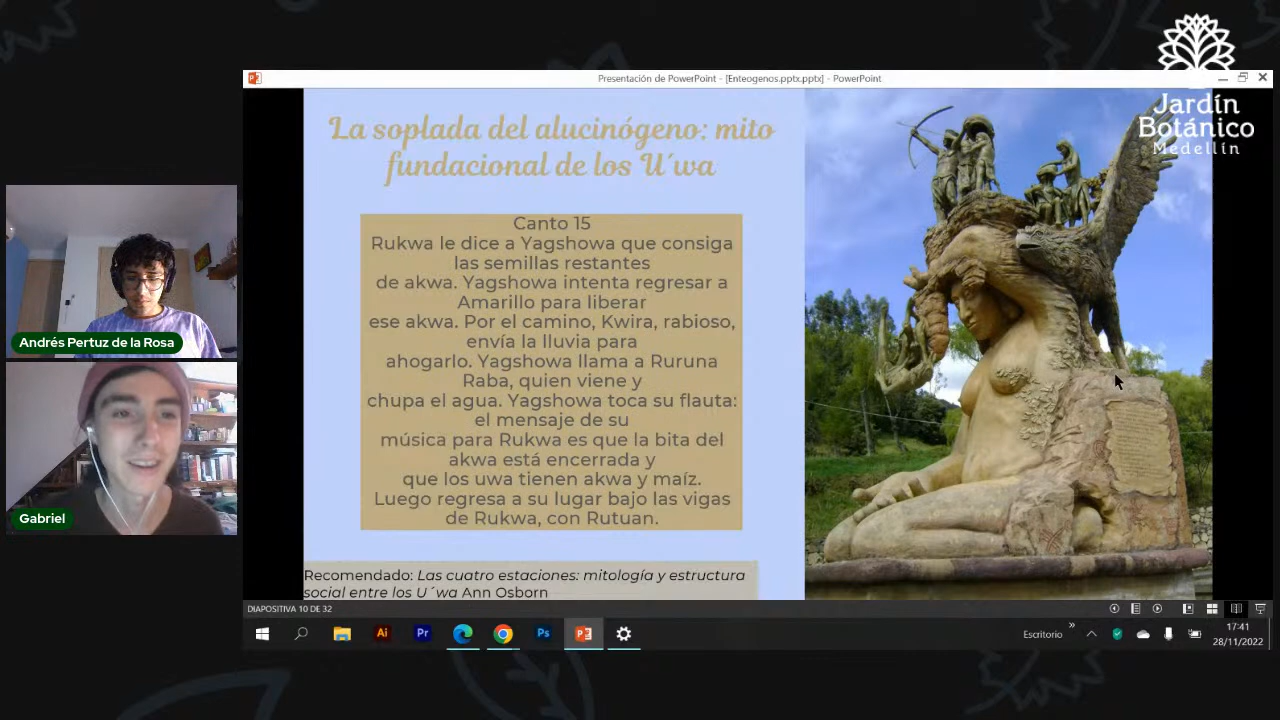 Presentación de PowerPoint - [Enteogenos.pptx.pptx] - PowerPoint
Jardín
Botánico
Medellín
La soplada del alucinógeno: mito
fundacional de los U´wa
Canto 15
Rukwa le dice a Yagshowa que consiga
las semillas restantes
de akwa. Yagshowa intenta regresar a
Amarillo para liberar
ese akwa. Por el camino, Kwira, rabioso,
envía la lluvia para
ahogarlo. Yagshowa llama a Ruruna
Raba, quien viene y
chupa el agua. Yagshowa toca su flauta:
el mensaje de su
música para Rukwa es que la bita del
akwa está encerrada y
que los uwa tienen akwa y maíz.
Luego regresa a su lugar bajo las vigas
de Rukwa, con Rutuan.
Recomendado: Las cuatro estaciones: mitología y estructura
social entre los U´wa Ann Osborn
Andrés Pertuz de la Rosa
Gabriel
DIAPOSITIVA 10 DE 32
Ai
Pr
Ps
Escritorio
17:41
28/11/2022